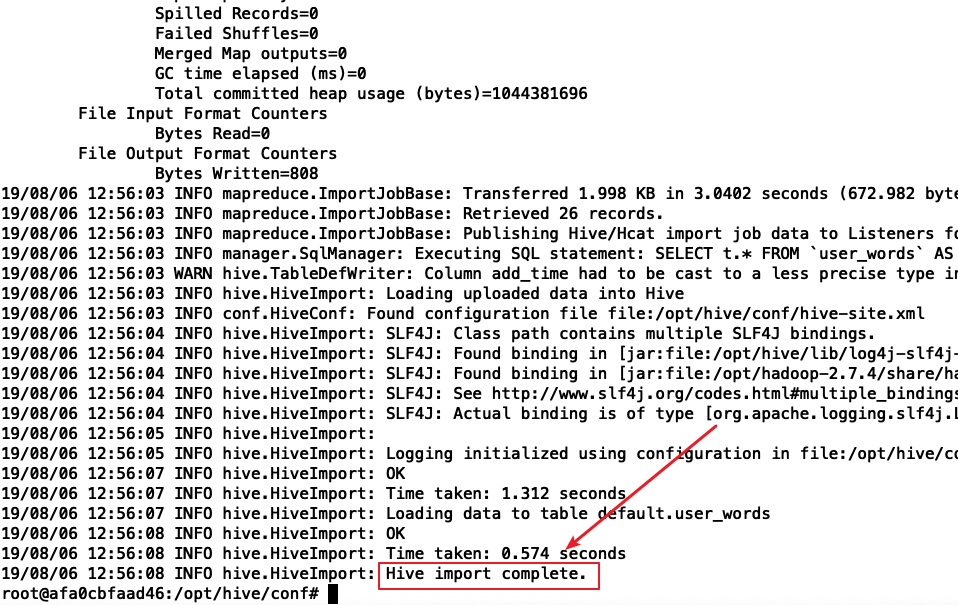 Spilled Records=0
Failed Shuffles=0
Merged Map outputs=0
GC time elapsed (ms)=0
Total committed heap usage (bytes)=1044381696
File Input Format Counters
Bytes Read=0
File Output Format Counters
Bytes Written=808
19/08/06 12:56:03 INFO mapreduce.ImportJobBase: Transferred 1.998 KB in 3.0402 seconds (672.982 byte
19/08/06 12:56:03 INFO mapreduce.ImportJobBase: Retrieved 26 records.
19/08/06 12:56:03 INFO mapreduce.ImportJobBase: Publishing Hive/Hcat import job data to Listeners fo
19/08/06 12:56:03 INFO manager.SqlManager: Executing SQL statement: SELECT t.* FROM `user_words` AS
19/08/06 12:56:03 WARN hive.TableDefWriter: Column add_time had to be cast to a less precise type in
19/08/06 12:56:03 INFO hive.HiveImport: Loading uploaded data into Hive
19/08/06 12:56:03 INFO conf.HiveConf: Found configuration file file:/opt/hive/conf/hive-site.xml
19/08/06 12:56:04 INFO hive.HiveImport: SLF4J: Class path contains multiple SLF4J bindings.
19/08/06 12:56:04 INFO hive.HiveImport: SLF4J: Found binding in [jar:file:/opt/hive/lib/log4j-slf4j-
19/08/06 12:56:04 INFO hive.HiveImport: SLF4J: Found binding in [jar:file:/opt/hadoop-2.7.4/share/ha
19/08/06 12:56:04 INFO hive.HiveImport: SLF4J: See http://www.slf4j.org/codes.html#multiple_bindings
19/08/06 12:56:04 INFO hive.HiveImport: SLF4J: Actual binding is of type [org.apache.logging.slf4j.L
19/08/06 12:56:05 INFO hive.HiveImport:
19/08/06 12:56:05 INFO hive.HiveImport: Logging initialized using configuration in file:/opt/hive/co
19/08/06 12:56:07 INFO hive.HiveImport: OK
19/08/06 12:56:07 INFO hive.HiveImport: Time taken: 1.312 seconds
19/08/06 12:56:07 INFO hive.HiveImport: Loading data to table default.user_words
19/08/06 12:56:08 INFO hive.HiveImport: OK
19/08/06 12:56:08 INFO hive.HiveImport: Time taken: 0.574 seconds
19/08/06 12:56:08 INFO hive.HiveImport: Hive import complete.
root@afa0cbfaad46:/opt/hive/conf#